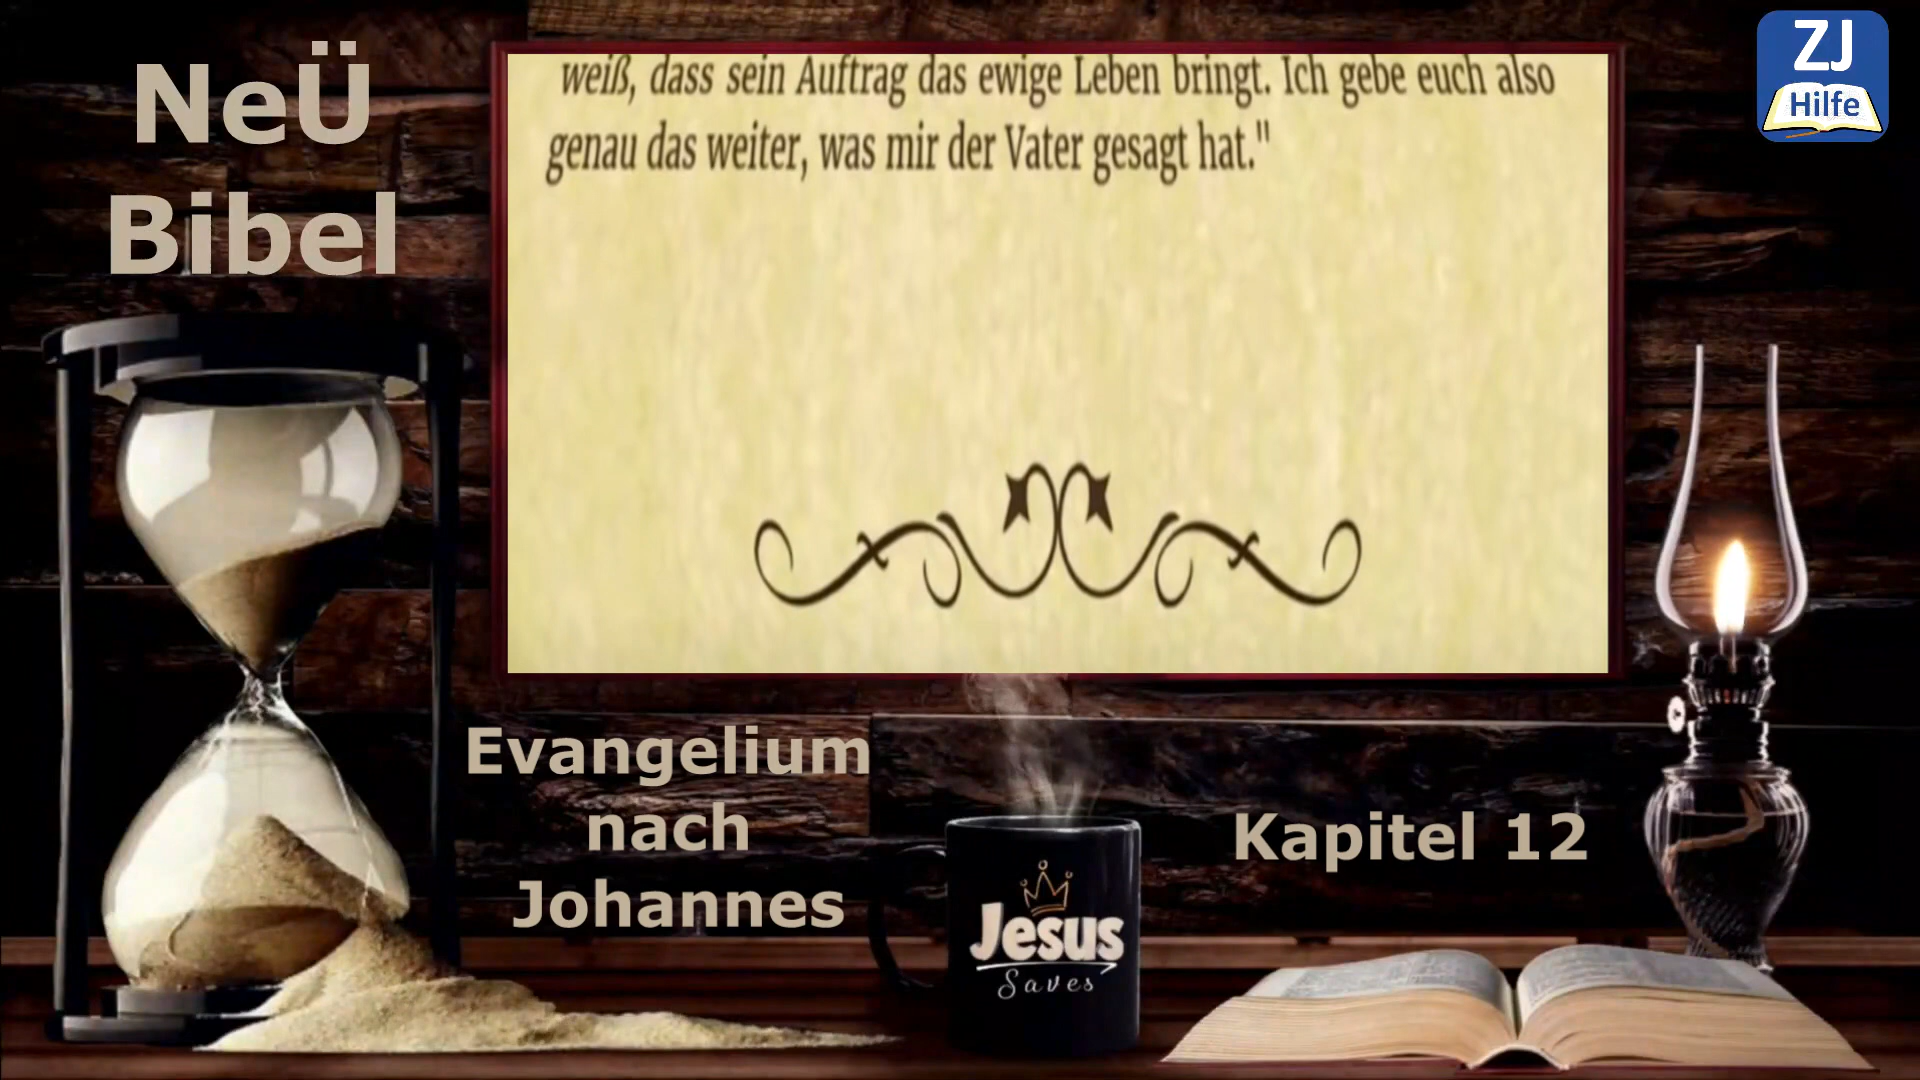 NeÜ
Bibel
weiß, dass sein Auftrag das ewige Leben bringt. Ich gebe euch also
genau das weiter, was mir der Vater gesagt hat."
ZJ
Hilfe
Evangelium
nach
Johannes
Kapitel 12
Jesus
Saves